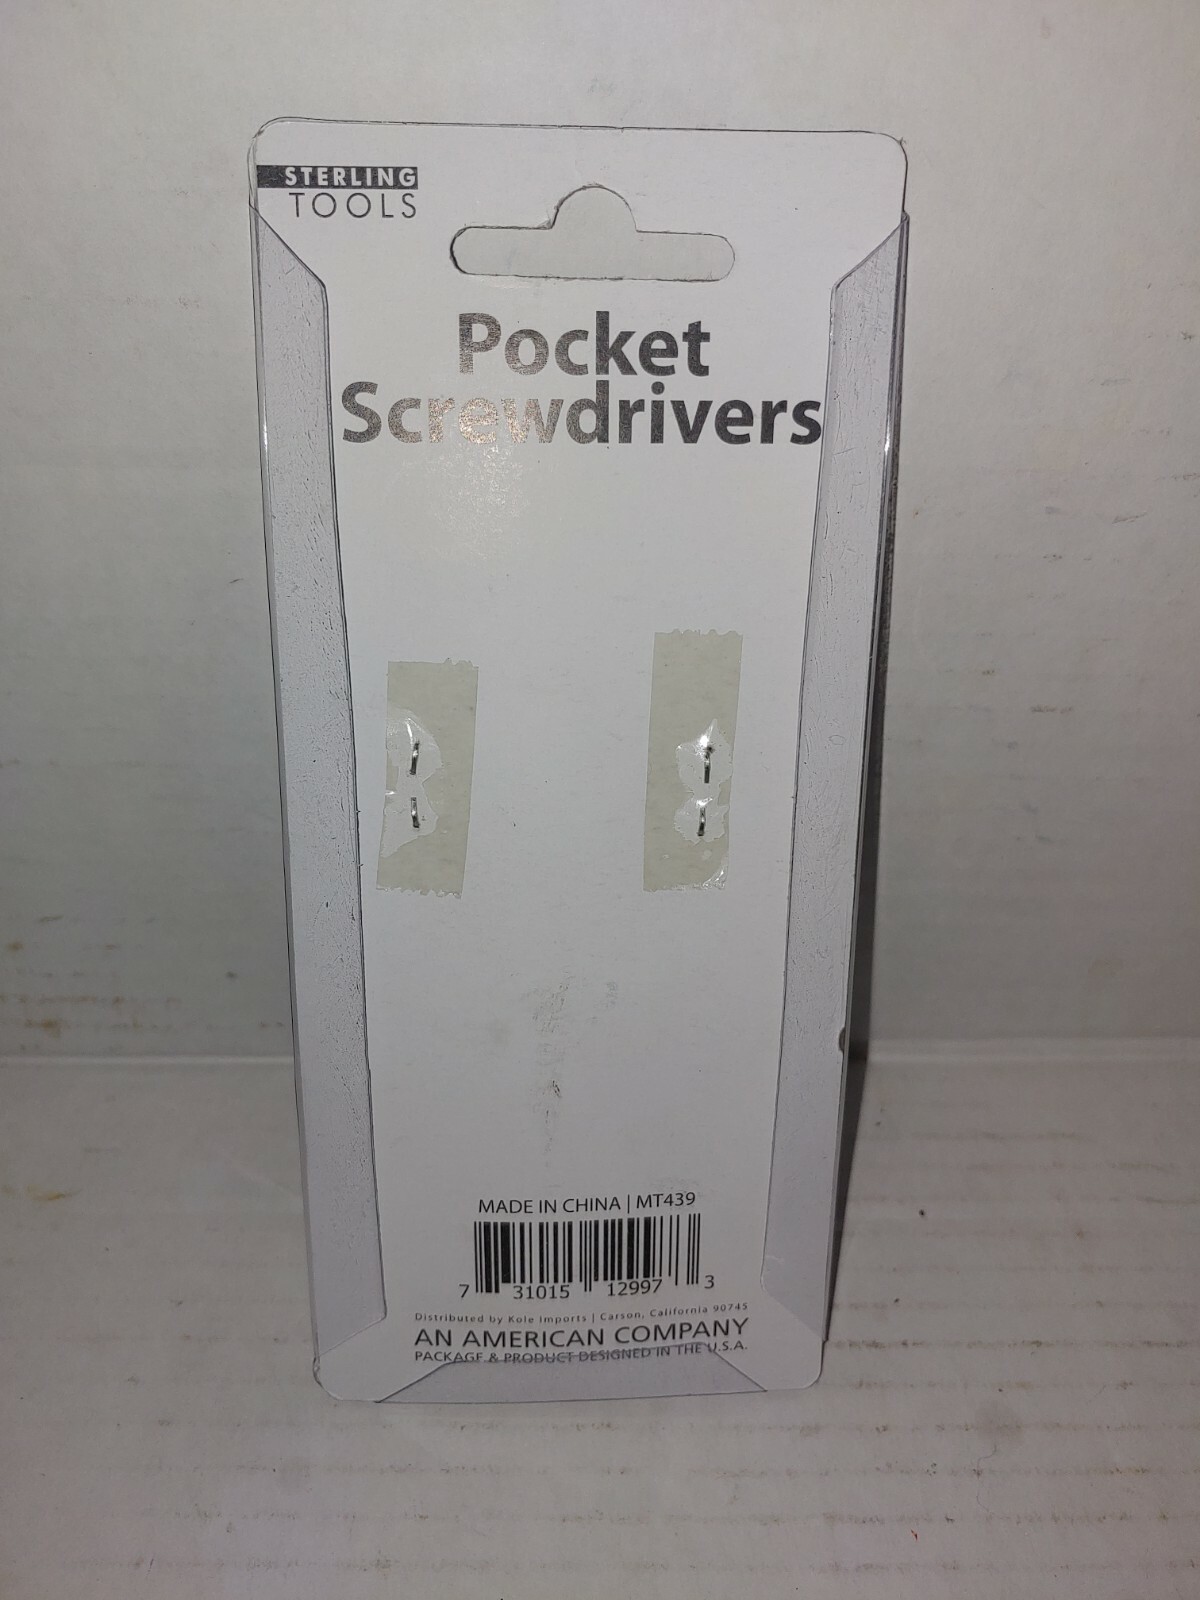 STERLING
TOOLS
Pocket
Screwdrivers
MADE IN CHINA | MT439
7 31015 12997 3
Distributed by Kole Imports | Carson, California 90745
AN AMERICAN COMPANY
PACKAGE & PRODUCT DESIGNED IN THE U.S.A.